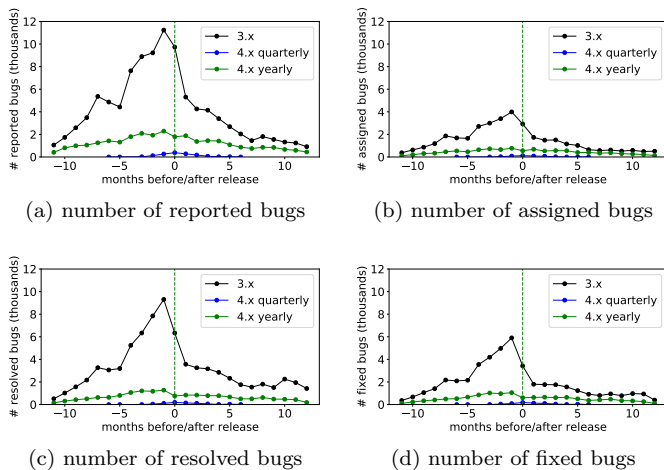 12
10
8
6
4
2
0
# reported bugs (thousands)
3.x
4.x quarterly
4.x yearly
−10 −5 0 5 10
months before/after release
(a) number of reported bugs
12
10
8
6
4
2
0
# assigned bugs (thousands)
3.x
4.x quarterly
4.x yearly
−10 −5 0 5 10
months before/after release
(b) number of assigned bugs
12
10
8
6
4
2
0
# resolved bugs (thousands)
3.x
4.x quarterly
4.x yearly
−10 −5 0 5 10
months before/after release
(c) number of resolved bugs
12
10
8
6
4
2
0
# fixed bugs (thousands)
3.x
4.x quarterly
4.x yearly
−10 −5 0 5 10
months before/after release
(d) number of fixed bugs